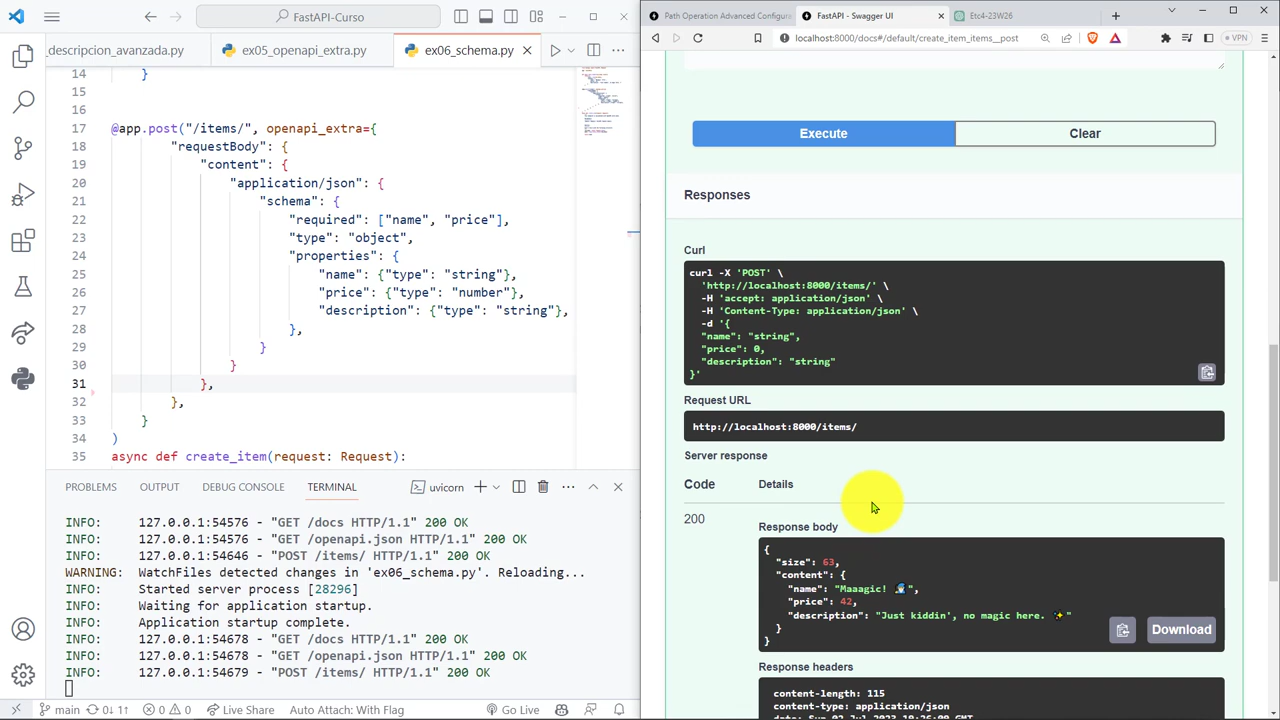 FastAPI-Curso
_descripcion_avanzada.py
ex05_openapi_extra.py
ex06_schema.py
14 }
15
16
17 @app.post("/items/", openapi_extra={
18 "requestBody": {
19 "content": {
20 "application/json": {
21 "schema": {
22 "required": ["name", "price"],
23 "type": "object",
24 "properties": {
25 "name": {"type": "string"},
26 "price": {"type": "number"},
27 "description": {"type": "string"},
28 },
29 }
30 }
31 },
32 },
33 }
34 )
35 async def create_item(request: Request):
PROBLEMS OUTPUT DEBUG CONSOLE TERMINAL uvicorn
INFO: 127.0.0.1:54576 - "GET /docs HTTP/1.1" 200 OK
INFO: 127.0.0.1:54576 - "GET /openapi.json HTTP/1.1" 200 OK
INFO: 127.0.0.1:54646 - "POST /items/ HTTP/1.1" 200 OK
WARNING: WatchFiles detected changes in 'ex06_schema.py'. Reloading...
INFO: Started server process [28296]
INFO: Waiting for application startup.
INFO: Application startup complete.
INFO: 127.0.0.1:54678 - "GET /docs HTTP/1.1" 200 OK
INFO: 127.0.0.1:54678 - "GET /openapi.json HTTP/1.1" 200 OK
INFO: 127.0.0.1:54679 - "POST /items/ HTTP/1.1" 200 OK
main 0 11 0 0 0 Live Share Auto Attach: With Flag Go Live
Path Operation Advanced Configur
FastAPI - Swagger UI
Etc4-23W26
localhost:8000/docs#/default/create_item_items__post
VPN
Execute
Clear
Responses
Curl
curl -X 'POST' \
'http://localhost:8000/items/' \
-H 'accept: application/json' \
-H 'Content-Type: application/json' \
-d '{
"name": "string",
"price": 0,
"description": "string"
}'
Request URL
http://localhost:8000/items/
Server response
Code Details
200
Response body
{
"size": 63,
"content": {
"name": "Maaagic! 🧙‍♂️",
"price": 42,
"description": "Just kiddin', no magic here. ✨"
}
}
Download
Response headers
content-length: 115
content-type: application/json